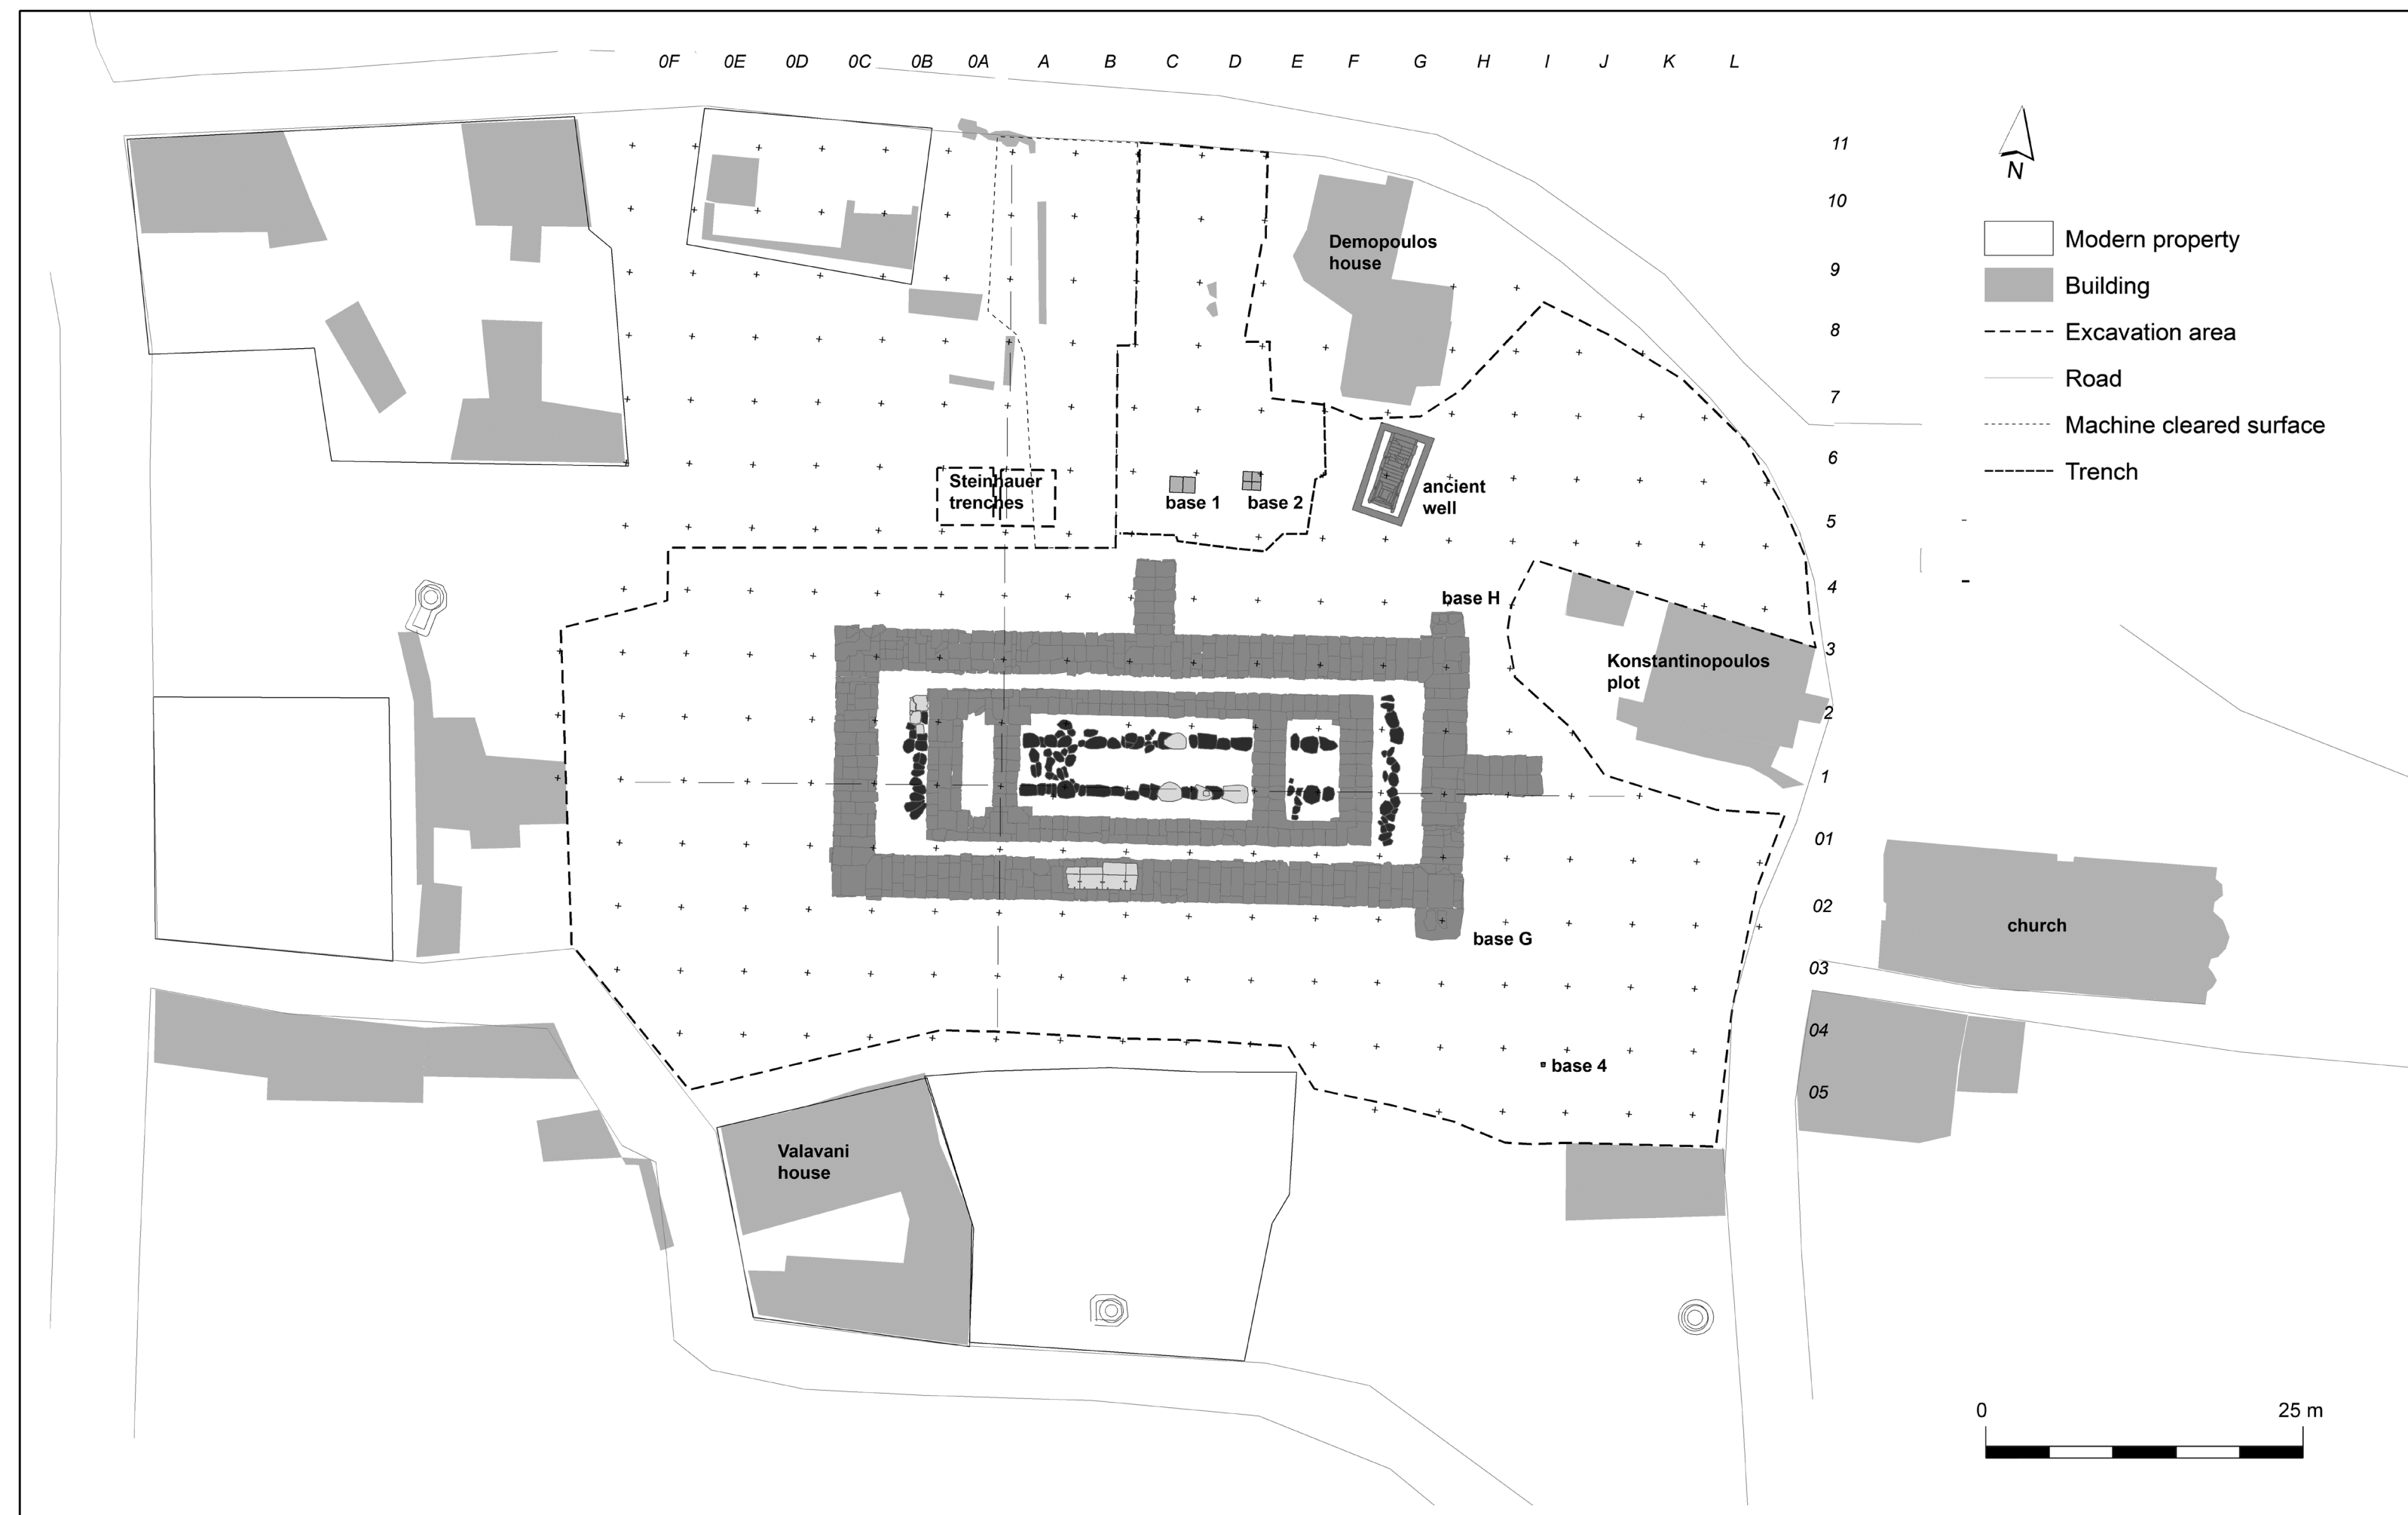 0F 0E 0D 0C 0B 0A A B C D E F G H I J K L
11
10
9
8
7
6
5
4
3
2
1
01
02
03
04
05
N
Modern property
Building
Excavation area
Road
Machine cleared surface
Trench
Demopoulos
house
Steinhauer
trenches
base 1
base 2
ancient
well
base H
Konstantinopoulos
plot
base G
church
base 4
Valavani
house
0 25 m